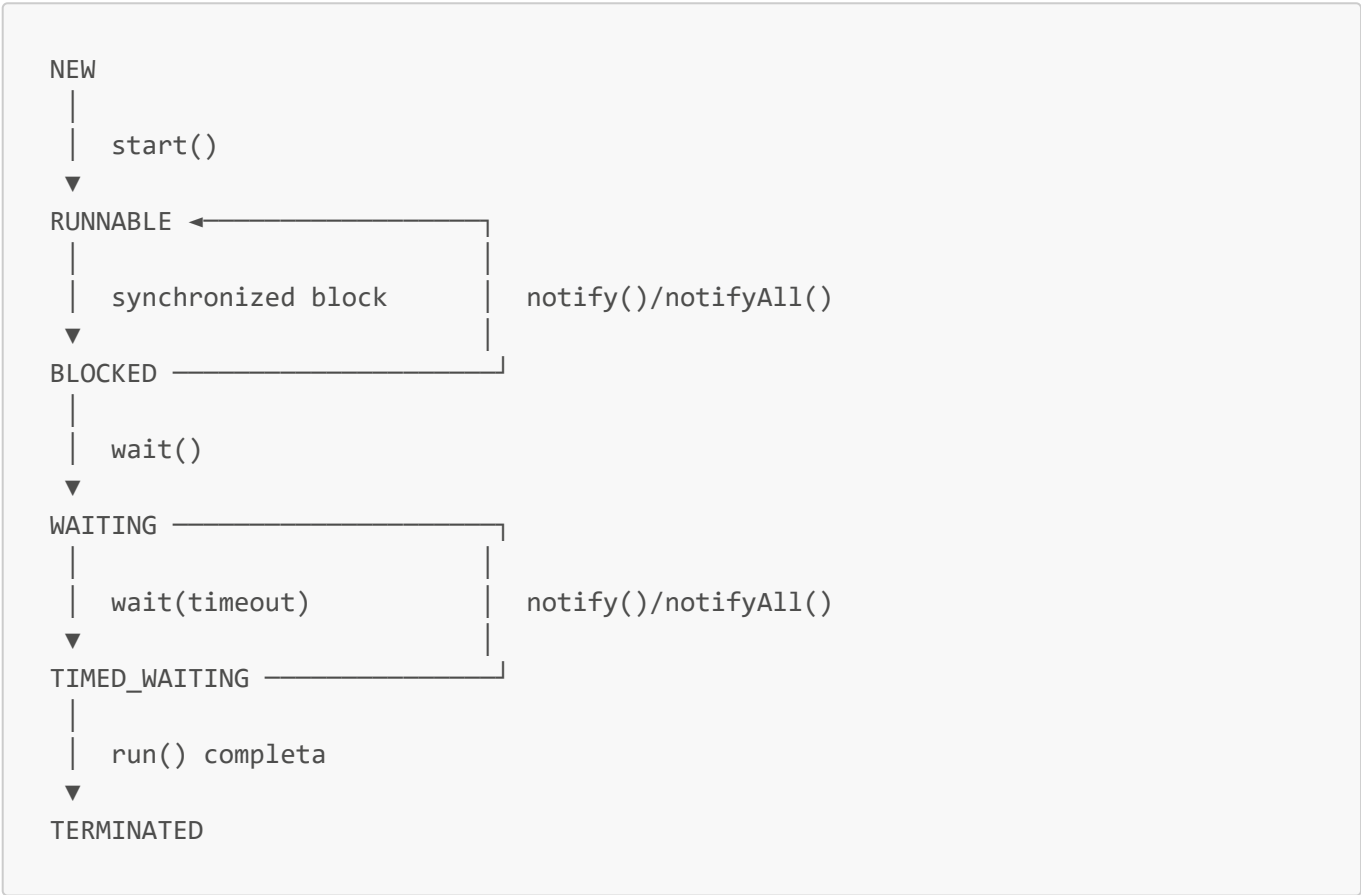 NEW
start()
RUNNABLE
synchronized block notify()/notifyAll()
BLOCKED
wait()
WAITING
wait(timeout) notify()/notifyAll()
TIMED_WAITING
run() completa
TERMINATED